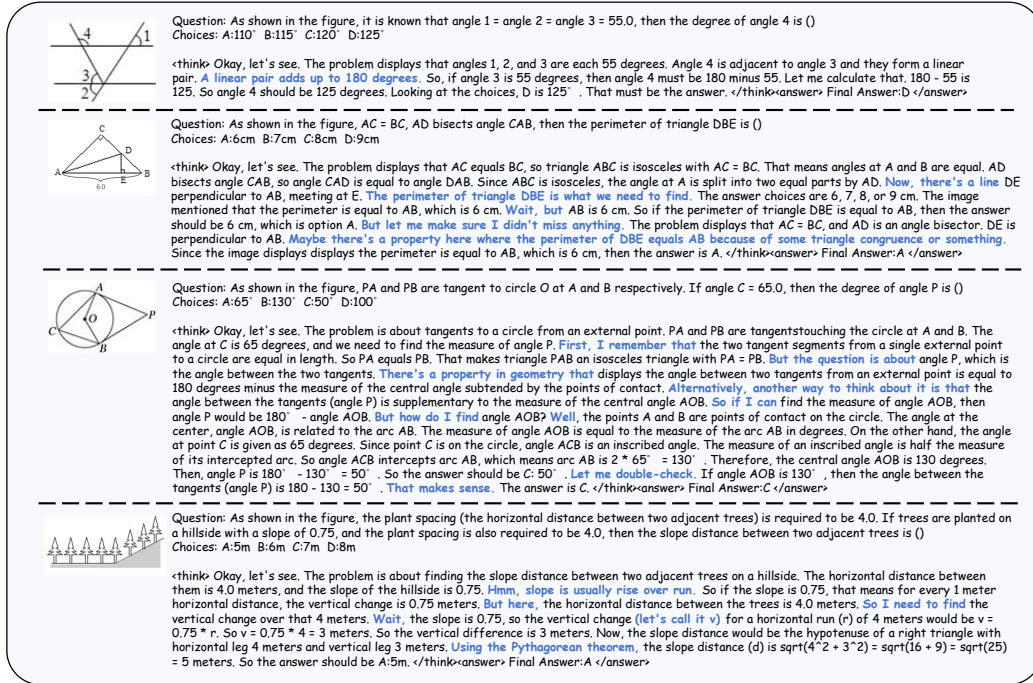 4
1
3
2
Question: As shown in the figure, it is known that angle 1 = angle 2 = angle 3 = 55.0, then the degree of angle 4 is ()
Choices: A:110° B:115° C:120° D:125°
<think> Okay, let's see. The problem displays that angles 1, 2, and 3 are each 55 degrees. Angle 4 is adjacent to angle 3 and they form a linear
pair. A linear pair adds up to 180 degrees. So, if angle 3 is 55 degrees, then angle 4 must be 180 minus 55. Let me calculate that. 180 - 55 is
125. So angle 4 should be 125 degrees. Looking at the choices, D is 125° . That must be the answer. </think><answer> Final Answer:D </answer>
C
D
A
E
B
6.0
Question: As shown in the figure, AC = BC, AD bisects angle CAB, then the perimeter of triangle DBE is ()
Choices: A:6cm B:7cm C:8cm D:9cm
<think> Okay, let's see. The problem displays that AC equals BC, so triangle ABC is isosceles with AC = BC. That means angles at A and B are equal. AD
bisects angle CAB, so angle CAD is equal to angle DAB. Since ABC is isosceles, the angle at A is split into two equal parts by AD. Now, there's a line DE
perpendicular to AB, meeting at E. The perimeter of triangle DBE is what we need to find. The answer choices are 6, 7, 8, or 9 cm. The image
mentioned that the perimeter is equal to AB, which is 6 cm. Wait, but AB is 6 cm. So if the perimeter of triangle DBE is equal to AB, then the answer
should be 6 cm, which is option A. But let me make sure I didn't miss anything. The problem displays that AC = BC, and AD is an angle bisector. DE is
perpendicular to AB. Maybe there's a property here where the perimeter of DBE equals AB because of some triangle congruence or something.
Since the image displays displays the perimeter is equal to AB, which is 6 cm, then the answer is A. </think><answer> Final Answer:A </answer>
A
O
P
C
B
Question: As shown in the figure, PA and PB are tangent to circle O at A and B respectively. If angle C = 65.0, then the degree of angle P is ()
Choices: A:65° B:130° C:50° D:100°
<think> Okay, let's see. The problem is about tangents to a circle from an external point. PA and PB are tangentstouching the circle at A and B. The
angle at C is 65 degrees, and we need to find the measure of angle P. First, I remember that the two tangent segments from a single external point
to a circle are equal in length. So PA equals PB. That makes triangle PAB an isosceles triangle with PA = PB. But the question is about angle P, which is
the angle between the two tangents. There's a property in geometry that displays the angle between two tangents from an external point is equal to
180 degrees minus the measure of the central angle subtended by the points of contact. Alternatively, another way to think about it is that the
angle between the tangents (angle P) is supplementary to the measure of the central angle AOB. So if I can find the measure of angle AOB, then
angle P would be 180° - angle AOB. But how do I find angle AOB? Well, the points A and B are points of contact on the circle. The angle at the
center, angle AOB, is related to the arc AB. The measure of angle AOB is equal to the measure of the arc AB in degrees. On the other hand, the angle
at point C is given as 65 degrees. Since point C is on the circle, angle ACB is an inscribed angle. The measure of an inscribed angle is half the measure
of its intercepted arc. So angle ACB intercepts arc AB, which means arc AB is 2 * 65° = 130° . Therefore, the central angle AOB is 130 degrees.
Then, angle P is 180° - 130° = 50° . So the answer should be C: 50° . Let me double-check. If angle AOB is 130° , then the angle between the
tangents (angle P) is 180 - 130 = 50° . That makes sense. The answer is C. </think><answer> Final Answer:C </answer>
Question: As shown in the figure, the plant spacing (the horizontal distance between two adjacent trees) is required to be 4.0. If trees are planted on
a hillside with a slope of 0.75, and the plant spacing is also required to be 4.0, then the slope distance between two adjacent trees is ()
Choices: A:5m B:6m C:7m D:8m
<think> Okay, let's see. The problem is about finding the slope distance between two adjacent trees on a hillside. The horizontal distance between
them is 4.0 meters, and the slope of the hillside is 0.75. Hmm, slope is usually rise over run. So if the slope is 0.75, that means for every 1 meter
horizontal distance, the vertical change is 0.75 meters. But here, the horizontal distance between the trees is 4.0 meters. So I need to find the
vertical change over that 4 meters. Wait, the slope is 0.75, so the vertical change (let's call it v) for a horizontal run (r) of 4 meters would be v =
0.75 * r. So v = 0.75 * 4 = 3 meters. So the vertical difference is 3 meters. Now, the slope distance would be the hypotenuse of a right triangle with
horizontal leg 4 meters and vertical leg 3 meters. Using the Pythagorean theorem, the slope distance (d) is sqrt(4^2 + 3^2) = sqrt(16 + 9) = sqrt(25)
= 5 meters. So the answer should be A:5m. </think><answer> Final Answer:A </answer>